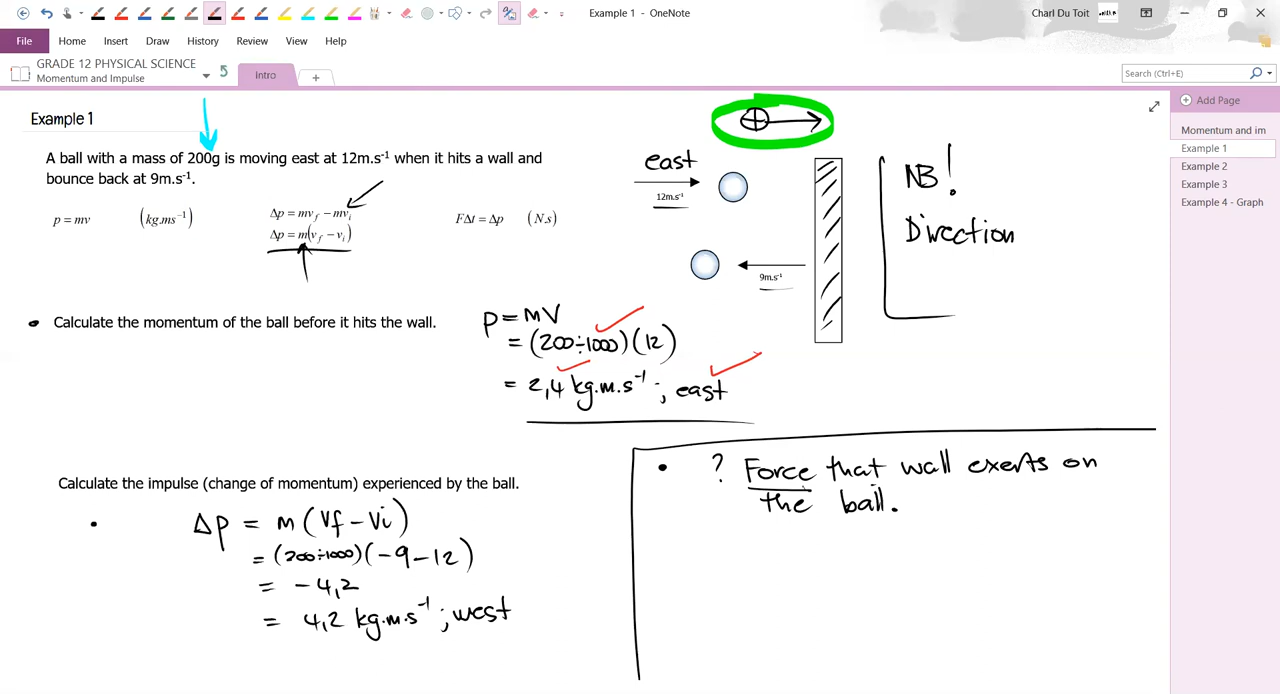 Example 1 - OneNote
Charl Du Toit
File Home Insert Draw History Review View Help
GRADE 12 PHYSICAL SCIENCE
Momentum and Impulse
Intro
+
Search (Ctrl+E)
Add Page
Momentum and im
Example 1
Example 2
Example 3
Example 4 - Graph
Example 1
A ball with a mass of 200g is moving east at 12m.s⁻¹ when it hits a wall and
bounce back at 9m.s⁻¹.
p = mv (kg.ms⁻¹)
Δp = mv_f − mv_i
Δp = m(v_f − v_i)
FΔt = Δp (N.s)
east
12m.s⁻¹
9m.s⁻¹
NB!
Direction
Calculate the momentum of the ball before it hits the wall.
p = mv
= (200÷1000)(12)
= 2,4 kg.m.s⁻¹; east
Calculate the impulse (change of momentum) experienced by the ball.
Δp = m(vf − vi)
= (200÷1000)(−9−12)
= −4,2
= 4,2 kg.m.s⁻¹; west
? Force that wall exerts on
the ball.